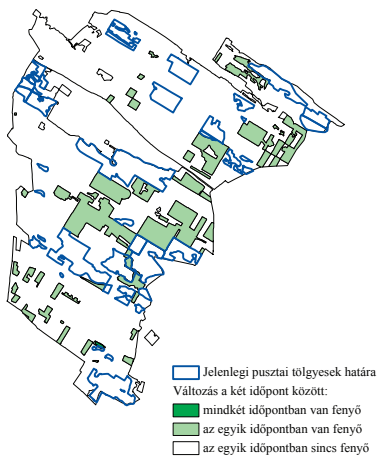 Jelenlegi pusztai tölgyesek határa
Változás a két időpont között:
mindkét időpontban van fenyő
az egyik időpontban van fenyő
az egyik időpontban sincs fenyő